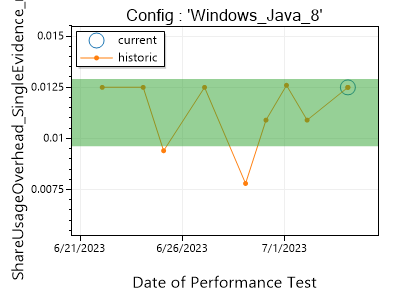 Config : 'Windows_Java_8'
current
historic
0.015
0.0125
0.01
0.0075
ShareUsageOverhead_SingleEvidence_
6/21/2023
6/26/2023
7/1/2023
Date of Performance Test